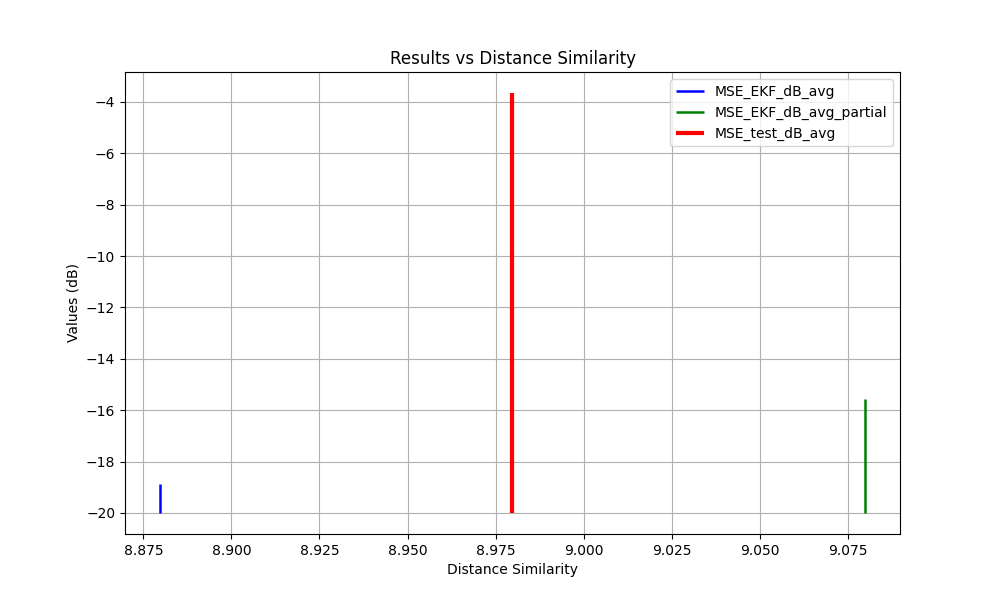 Results vs Distance Similarity
MSE_EKF_dB_avg
MSE_EKF_dB_avg_partial
MSE_test_dB_avg
Values (dB)
−4
−6
−8
−10
−12
−14
−16
−18
−20
8.875 8.900 8.925 8.950 8.975 9.000 9.025 9.050 9.075
Distance Similarity